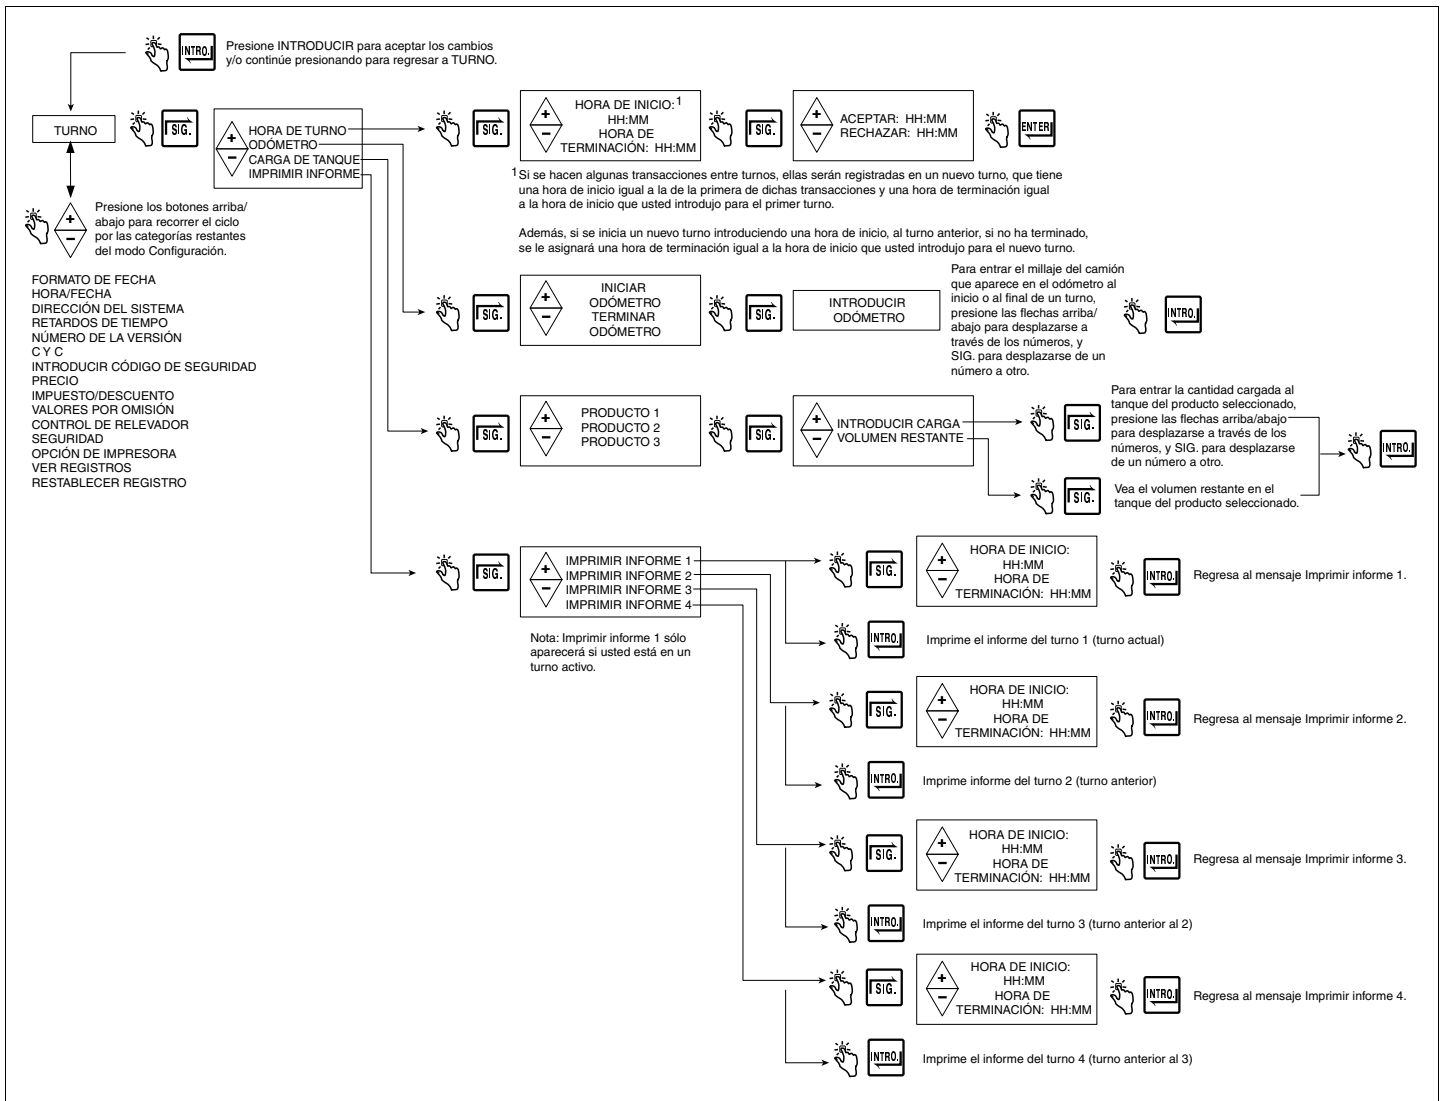 INTRO.
Presione INTRODUCIR para aceptar los cambios
y/o continúe presionando para regresar a TURNO.
TURNO
SIG.
+
−
HORA DE TURNO
ODÓMETRO
CARGA DE TANQUE
IMPRIMIR INFORME
SIG.
+
−
HORA DE INICIO:1
HH:MM
HORA DE
TERMINACIÓN: HH:MM
SIG.
+
−
ACEPTAR: HH:MM
RECHAZAR: HH:MM
ENTER
1Si se hacen algunas transacciones entre turnos, ellas serán registradas en un nuevo turno, que tiene
una hora de inicio igual a la de la primera de dichas transacciones y una hora de terminación igual
a la hora de inicio que usted introdujo para el primer turno.
Además, si se inicia un nuevo turno introduciendo una hora de inicio, al turno anterior, si no ha terminado,
se le asignará una hora de terminación igual a la hora de inicio que usted introdujo para el nuevo turno.
+
−
Presione los botones arriba/
abajo para recorrer el ciclo
por las categorías restantes
del modo Configuración.
FORMATO DE FECHA
HORA/FECHA
DIRECCIÓN DEL SISTEMA
RETARDOS DE TIEMPO
NÚMERO DE LA VERSIÓN
C Y C
INTRODUCIR CÓDIGO DE SEGURIDAD
PRECIO
IMPUESTO/DESCUENTO
VALORES POR OMISIÓN
CONTROL DE RELEVADOR
SEGURIDAD
OPCIÓN DE IMPRESORA
VER REGISTROS
RESTABLECER REGISTRO
SIG.
+
−
INICIAR
ODÓMETRO
TERMINAR
ODÓMETRO
SIG.
INTRODUCIR
ODÓMETRO
Para entrar el millaje del camión
que aparece en el odómetro al
inicio o al final de un turno,
presione las flechas arriba/
abajo para desplazarse a
través de los números, y
SIG. para desplazarse de un
número a otro.
INTRO.
SIG.
+
−
PRODUCTO 1
PRODUCTO 2
PRODUCTO 3
SIG.
+
−
INTRODUCIR CARGA
VOLUMEN RESTANTE
SIG.
Para entrar la cantidad cargada al
tanque del producto seleccionado,
presione las flechas arriba/abajo
para desplazarse a través de los
números, y SIG. para desplazarse
de un número a otro.
INTRO.
SIG.
Vea el volumen restante en el
tanque del producto seleccionado.
SIG.
+
−
IMPRIMIR INFORME 1
IMPRIMIR INFORME 2
IMPRIMIR INFORME 3
IMPRIMIR INFORME 4
Nota: Imprimir informe 1 sólo
aparecerá si usted está en un
turno activo.
SIG.
+
−
HORA DE INICIO:
HH:MM
HORA DE
TERMINACIÓN: HH:MM
INTRO.
Regresa al mensaje Imprimir informe 1.
INTRO.
Imprime el informe del turno 1 (turno actual)
SIG.
+
−
HORA DE INICIO:
HH:MM
HORA DE
TERMINACIÓN: HH:MM
INTRO.
Regresa al mensaje Imprimir informe 2.
INTRO.
Imprime informe del turno 2 (turno anterior)
SIG.
+
−
HORA DE INICIO:
HH:MM
HORA DE
TERMINACIÓN: HH:MM
INTRO.
Regresa al mensaje Imprimir informe 3.
INTRO.
Imprime el informe del turno 3 (turno anterior al 2)
SIG.
+
−
HORA DE INICIO:
HH:MM
HORA DE
TERMINACIÓN: HH:MM
INTRO.
Regresa al mensaje Imprimir informe 4.
INTRO.
Imprime el informe del turno 4 (turno anterior al 3)